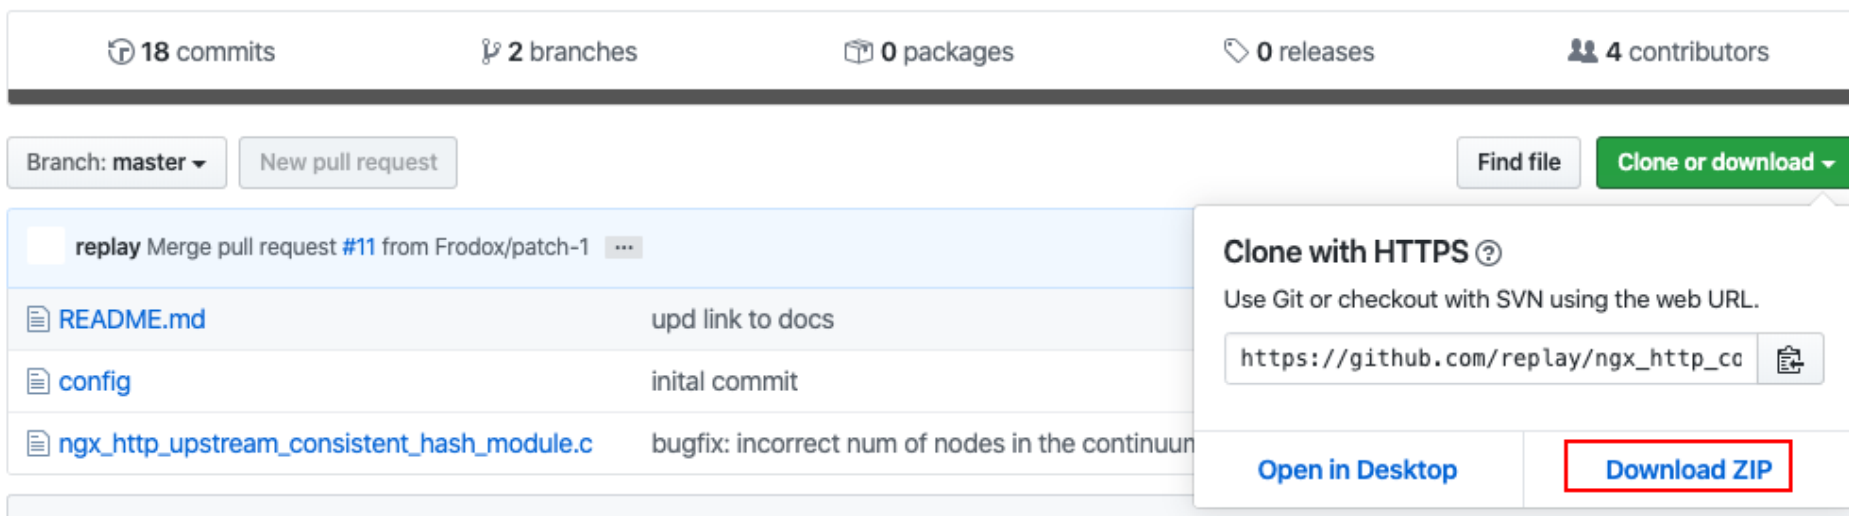 18 commits
2 branches
0 packages
0 releases
4 contributors
Branch: master
New pull request
Find file
Clone or download
replay Merge pull request #11 from Frodox/patch-1 ...
Clone with HTTPS ?
Use Git or checkout with SVN using the web URL.
https://github.com/replay/ngx_http_co
Open in Desktop
Download ZIP
README.md
upd link to docs
config
inital commit
ngx_http_upstream_consistent_hash_module.c
bugfix: incorrect num of nodes in the continuum